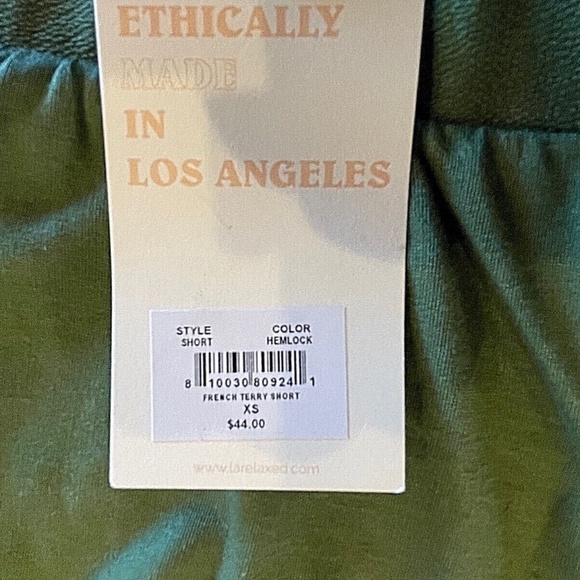 ETHICALLY
MADE
IN
LOS ANGELES
STYLE COLOR
SHORT HEMLOCK
8 10030 80924 1
FRENCH TERRY SHORT
XS
$44.00
www.larelaxed.com